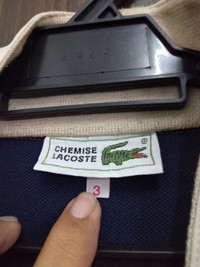 CHEMISE
LACOSTE
®
3